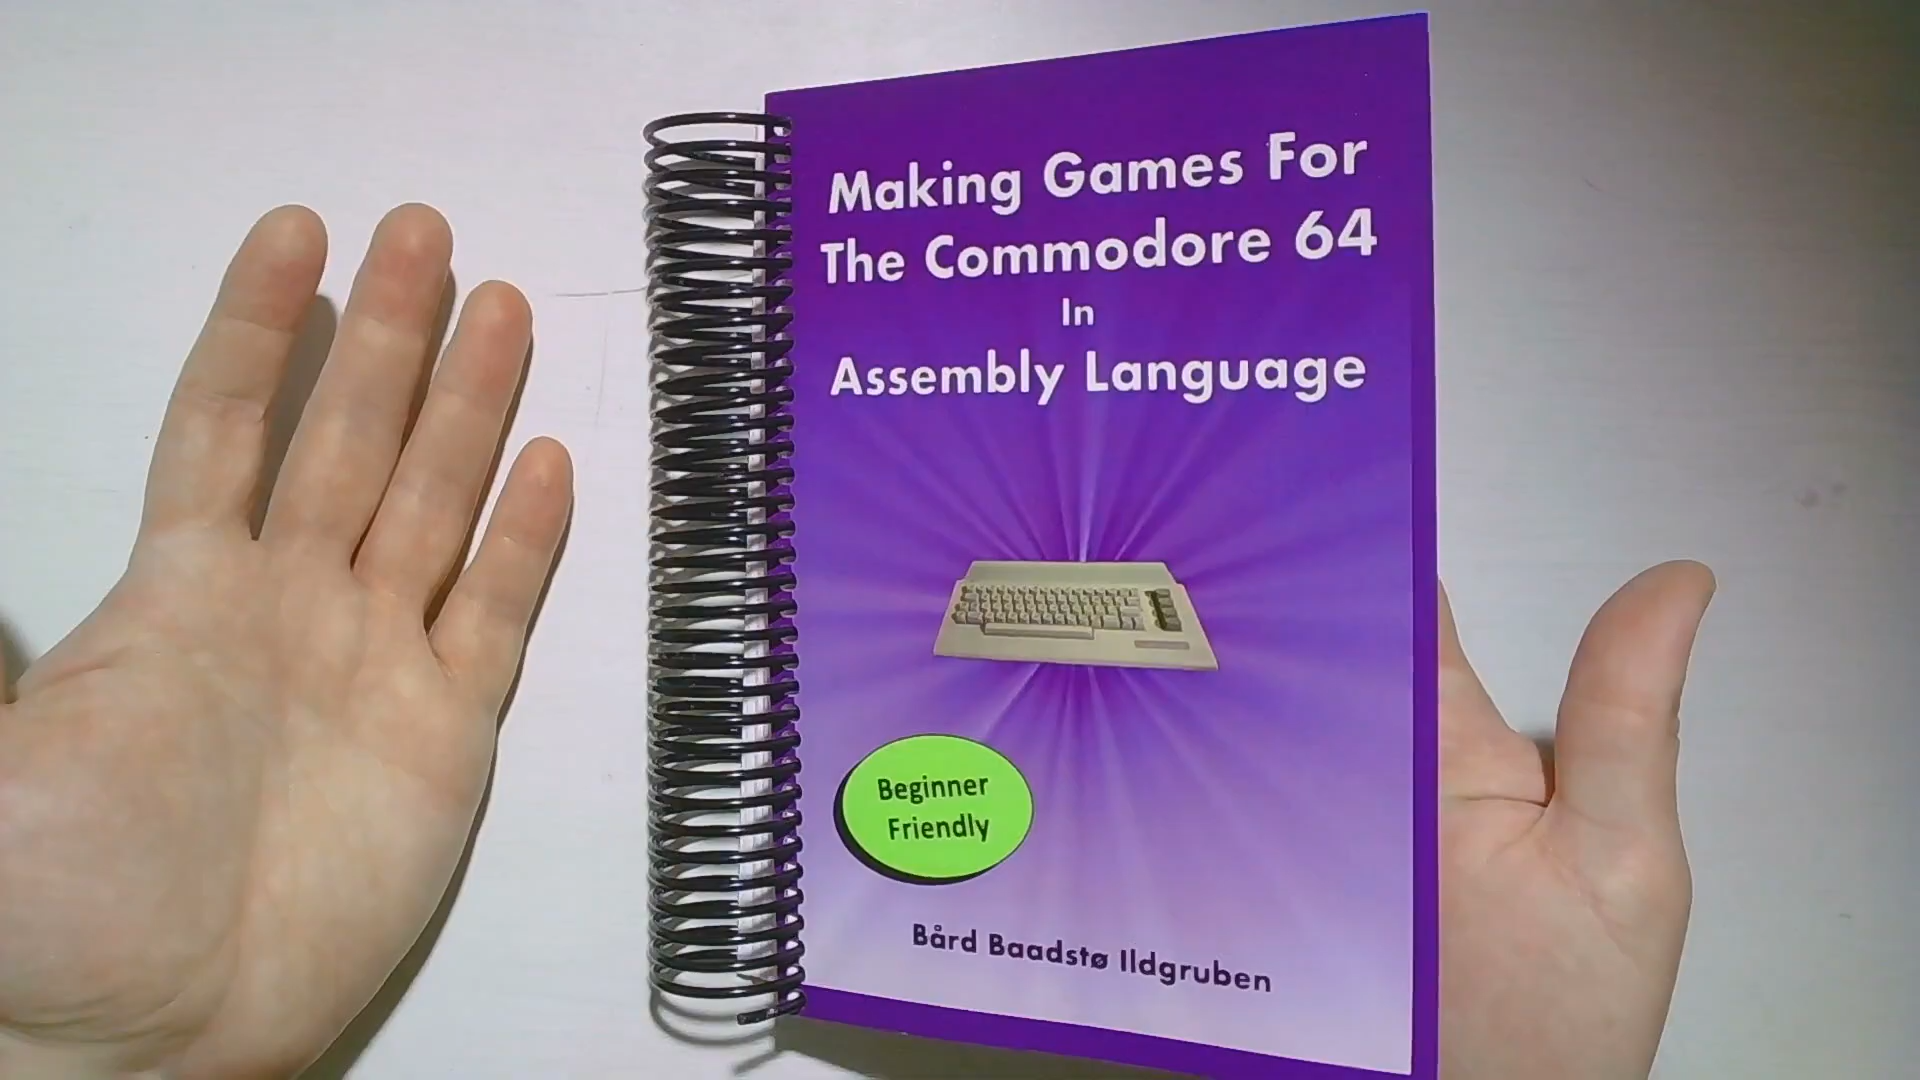 Making Games For
The Commodore 64
In
Assembly Language
Beginner
Friendly
Bård Baadstø Ildgruben